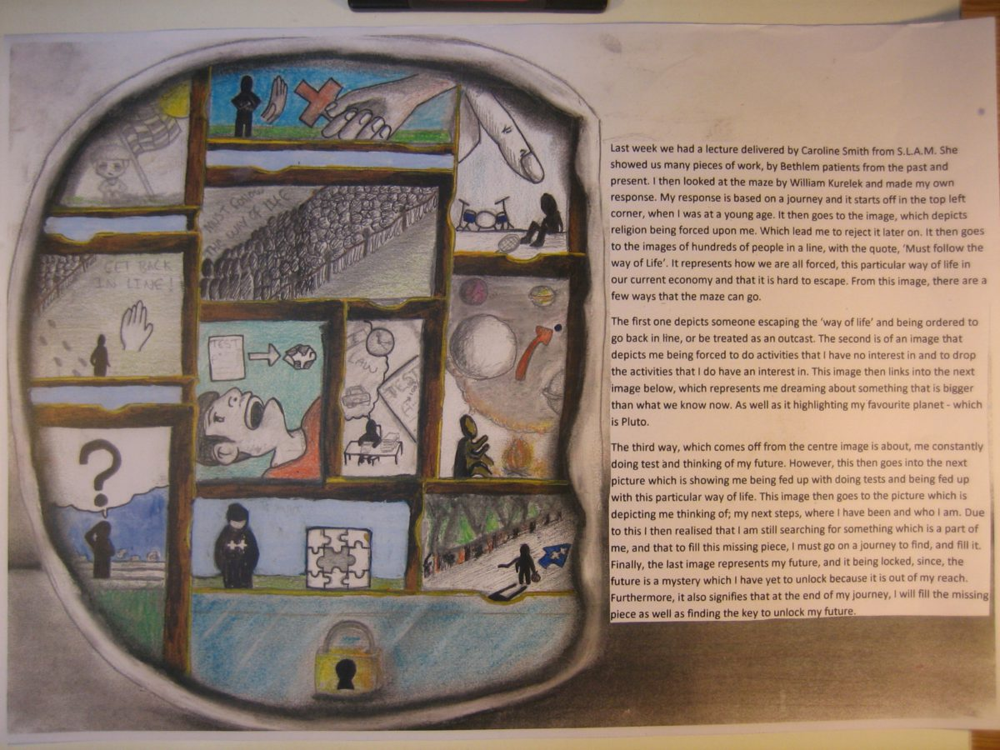 MUST FOLLOW
THE WAY OF LIFE
GET BACK
IN LINE!
TEST
LAW
TEST
Last week we had a lecture delivered by Caroline Smith from S.L.A.M. She
showed us many pieces of work, by Bethlem patients from the past and
present. I then looked at the maze by William Kurelek and made my own
response. My response is based on a journey and it starts off in the top left
corner, when I was at a young age. It then goes to the image, which depicts
religion being forced upon me. Which lead me to reject it later on. It then goes
to the images of hundreds of people in a line, with the quote, ‘Must follow the
way of Life’. It represents how we are all forced, this particular way of life in
our current economy and that it is hard to escape. From this image, there are a
few ways that the maze can go.
The first one depicts someone escaping the ‘way of life’ and being ordered to
go back in line, or be treated as an outcast. The second is of an image that
depicts me being forced to do activities that I have no interest in and to drop
the activities that I do have an interest in. This image then links into the next
image below, which represents me dreaming about something that is bigger
than what we know now. As well as it highlighting my favourite planet - which
is Pluto.
The third way, which comes off from the centre image is about, me constantly
doing test and thinking of my future. However, this then goes into the next
picture which is showing me being fed up with doing tests and being fed up
with this particular way of life. This image then goes to the picture which is
depicting me thinking of; my next steps, where I have been and who I am. Due
to this I then realised that I am still searching for something which is a part of
me, and that to fill this missing piece, I must go on a journey to find, and fill it.
Finally, the last image represents my future, and it being locked, since, the
future is a mystery which I have yet to unlock because it is out of my reach.
Furthermore, it also signifies that at the end of my journey, I will fill the missing
piece as well as finding the key to unlock my future.